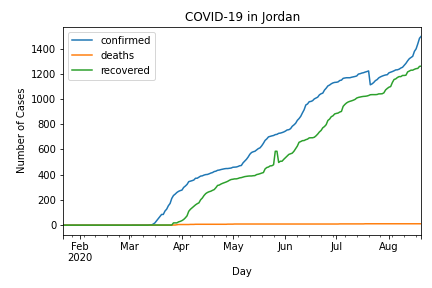 COVID-19 in Jordan
confirmed
deaths
recovered
Number of Cases
1400
1200
1000
800
600
400
200
0
Feb Mar Apr May Jun Jul Aug
2020
Day